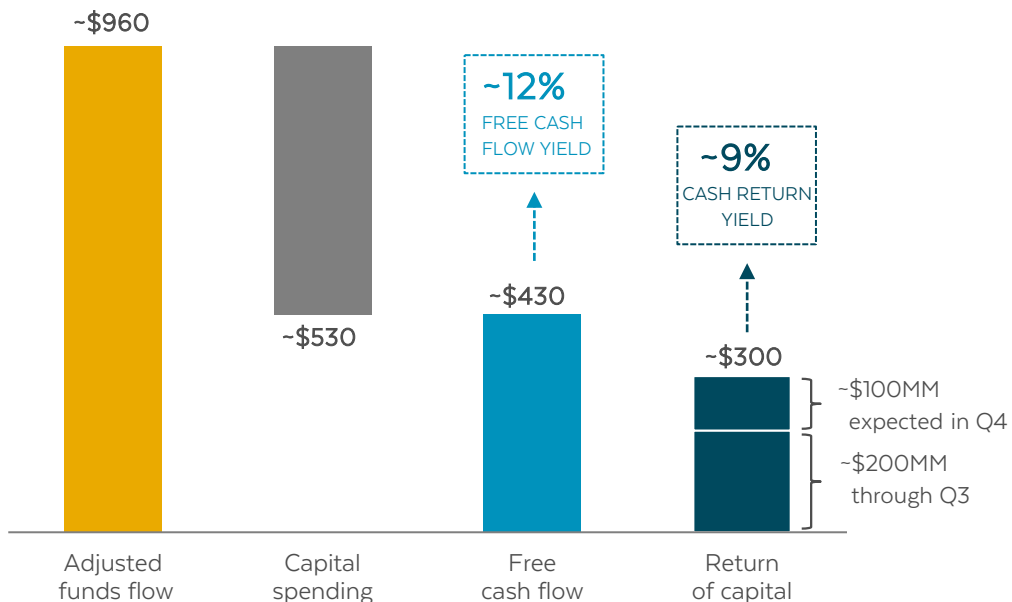 ~$960
~12%
FREE CASH
FLOW YIELD
~9%
CASH RETURN
YIELD
~$430
~$530
~$300
~$100MM
expected in Q4
~$200MM
through Q3
Adjusted
funds flow
Capital
spending
Free
cash flow
Return
of capital